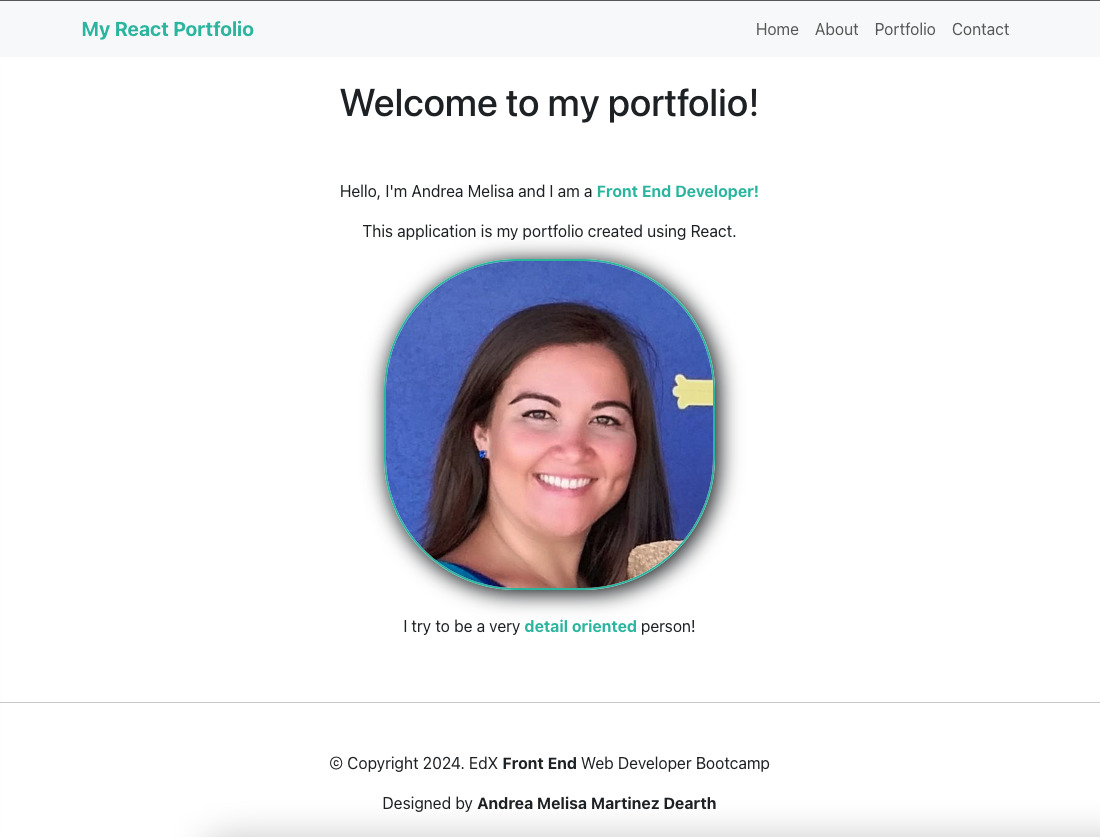 My React Portfolio
Home About Portfolio Contact
Welcome to my portfolio!
Hello, I'm Andrea Melisa and I am a Front End Developer!
This application is my portfolio created using React.
I try to be a very detail oriented person!
© Copyright 2024. EdX Front End Web Developer Bootcamp
Designed by Andrea Melisa Martinez Dearth